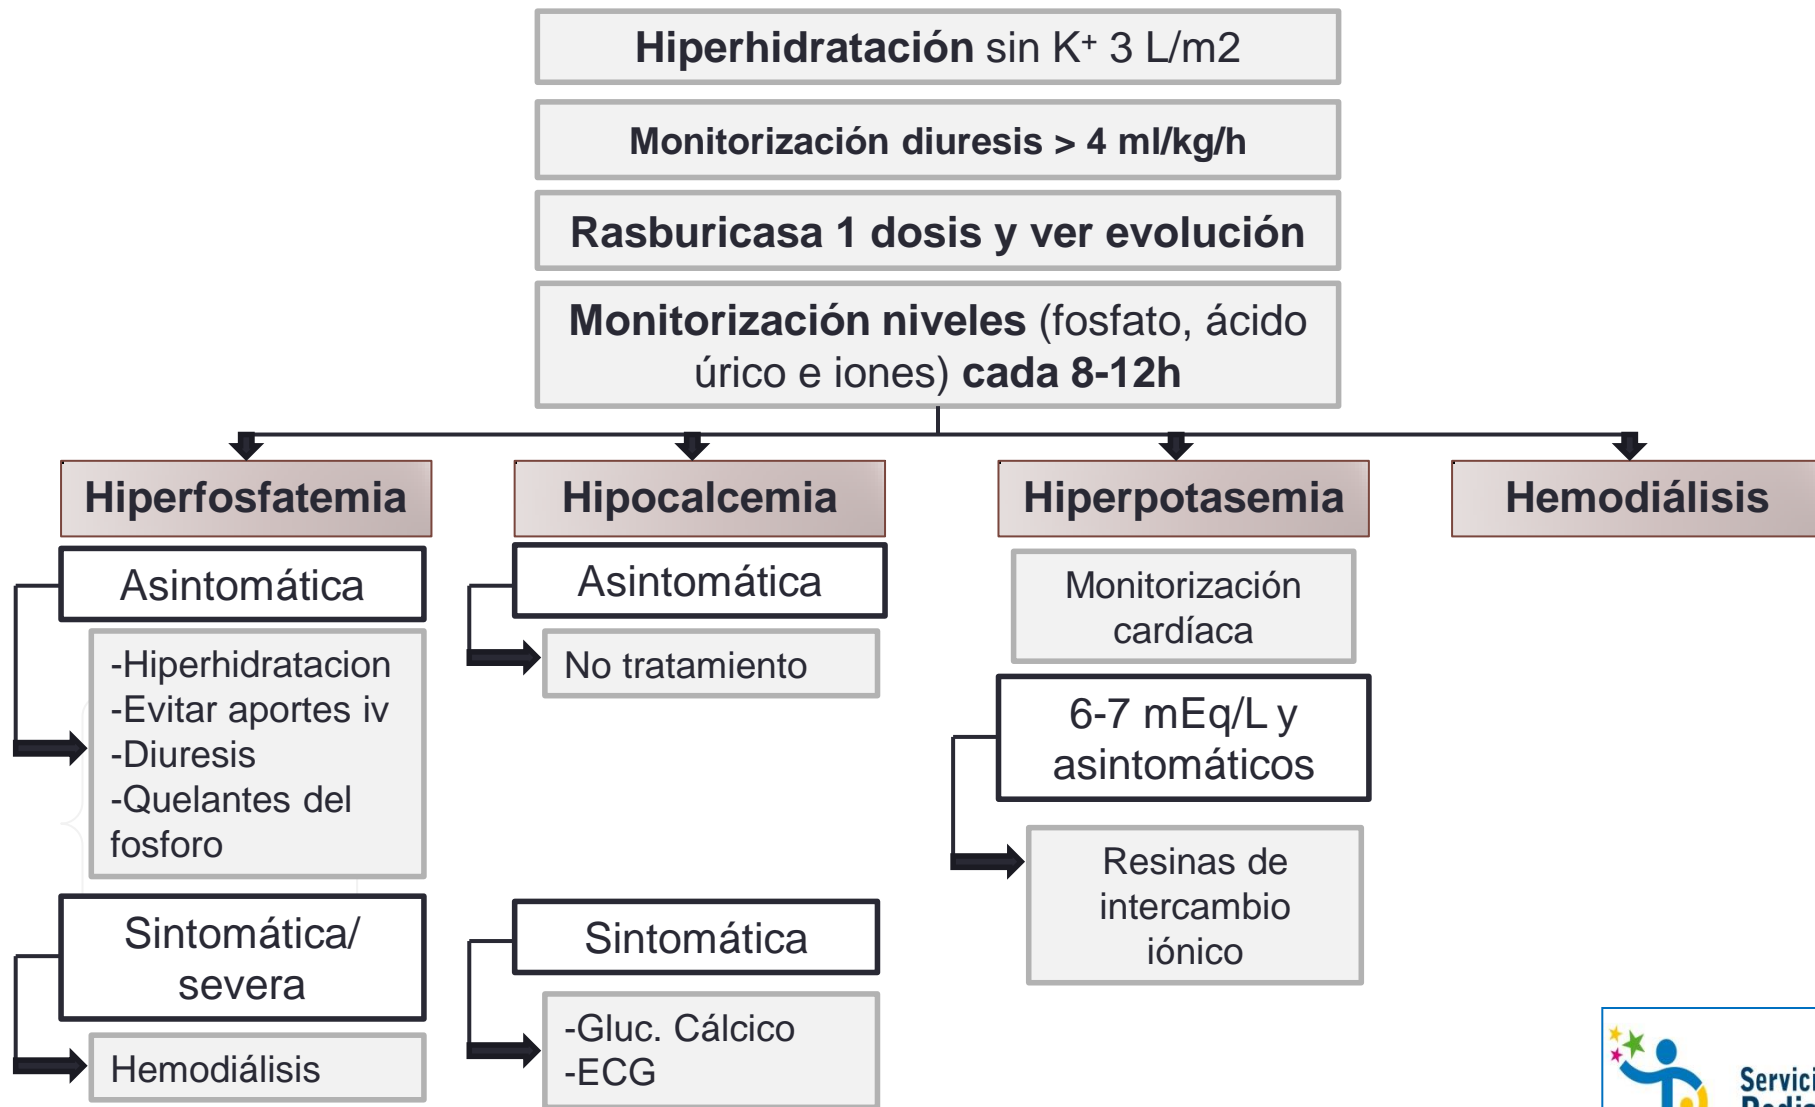 Hiperhidratación sin K⁺ 3 L/m2
Monitorización diuresis > 4 ml/kg/h
Rasburicasa 1 dosis y ver evolución
Monitorización niveles (fosfato, ácido
úrico e iones) cada 8-12h
Hiperfosfatemia
Asintomática
-Hiperhidratacion
-Evitar aportes iv
-Diuresis
-Quelantes del
fosforo
Sintomática/
severa
Hemodiálisis
Hipocalcemia
Asintomática
No tratamiento
Sintomática
-Gluc. Cálcico
-ECG
Hiperpotasemia
Monitorización
cardíaca
6-7 mEq/L y
asintomáticos
Resinas de
intercambio
iónico
Hemodiálisis